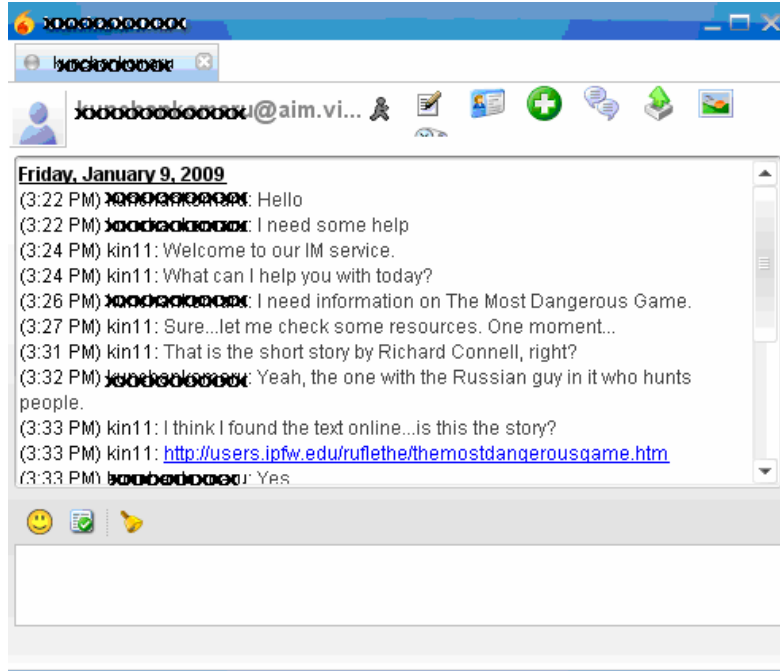 @aim.vi...
Friday, January 9, 2009
(3:22 PM) : Hello
(3:22 PM) : I need some help
(3:24 PM) kin11: Welcome to our IM service.
(3:24 PM) kin11: What can I help you with today?
(3:26 PM) : I need information on The Most Dangerous Game.
(3:27 PM) kin11: Sure...let me check some resources. One moment...
(3:31 PM) kin11: That is the short story by Richard Connell, right?
(3:32 PM) : Yeah, the one with the Russian guy in it who hunts
people.
(3:33 PM) kin11: I think I found the text online...is this the story?
(3:33 PM) kin11: http://users.ipfw.edu/ruflethe/themostdangerousgame.htm
(3:33 PM) : Yes